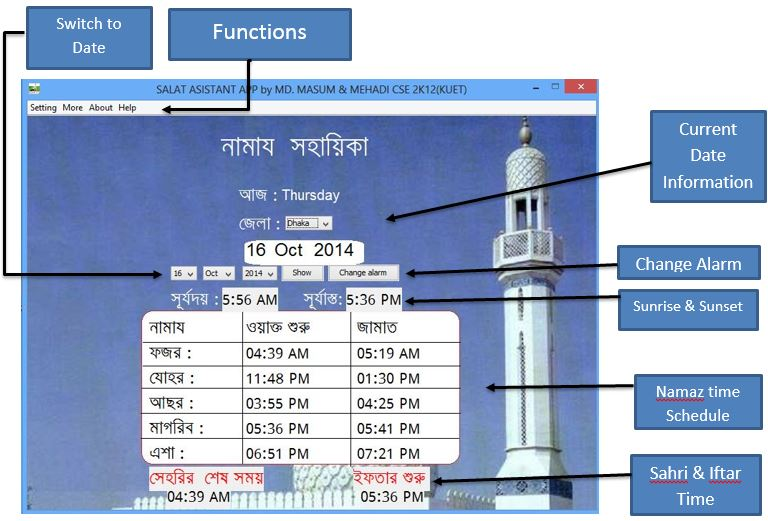 Switch to
Date
Functions
SALAT ASISTANT APP by MD. MASUM & MEHADI CSE 2K12(KUET)
Setting More About Help
নামায সহায়িকা
Current
Date
Information
আজ : Thursday
জেলা : Dhaka
16 Oct 2014
16 Oct 2014 Show Change alarm
Change Alarm
সূর্যদয় : 5:56 AM সূর্যাস্ত: 5:36 PM
Sunrise & Sunset
নামায ওয়াক্ত শুরু জামাত
ফজর : 04:39 AM 05:19 AM
যোহর : 11:48 PM 01:30 PM
আছর : 03:55 PM 04:25 PM
মাগরিব : 05:36 PM 05:41 PM
এশা : 06:51 PM 07:21 PM
Namaz time
Schedule
সেহরির শেষ সময় ইফতার শুরু
04:39 AM 05:36 PM
Sahri & Iftar
Time